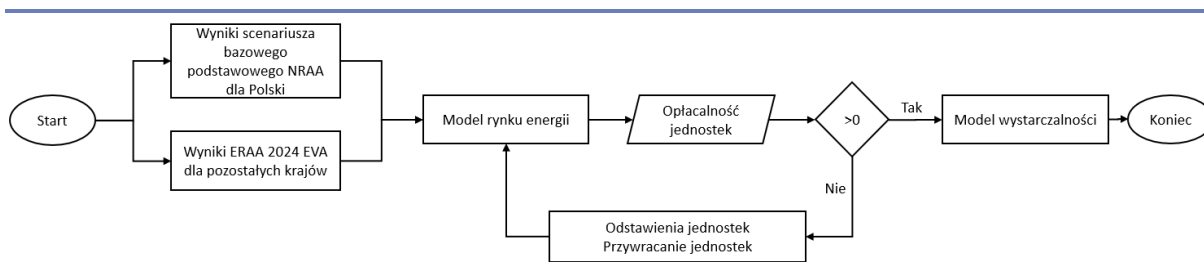 Start
Wyniki scenariusza
bazowego
podstawowego NRAA
dla Polski
Wyniki ERAA 2024 EVA
dla pozostałych krajów
Model rynku energii
Opłacalność
jednostek
>0
Tak
Nie
Model wystarczalności
Koniec
Odstawienia jednostek
Przywracanie jednostek